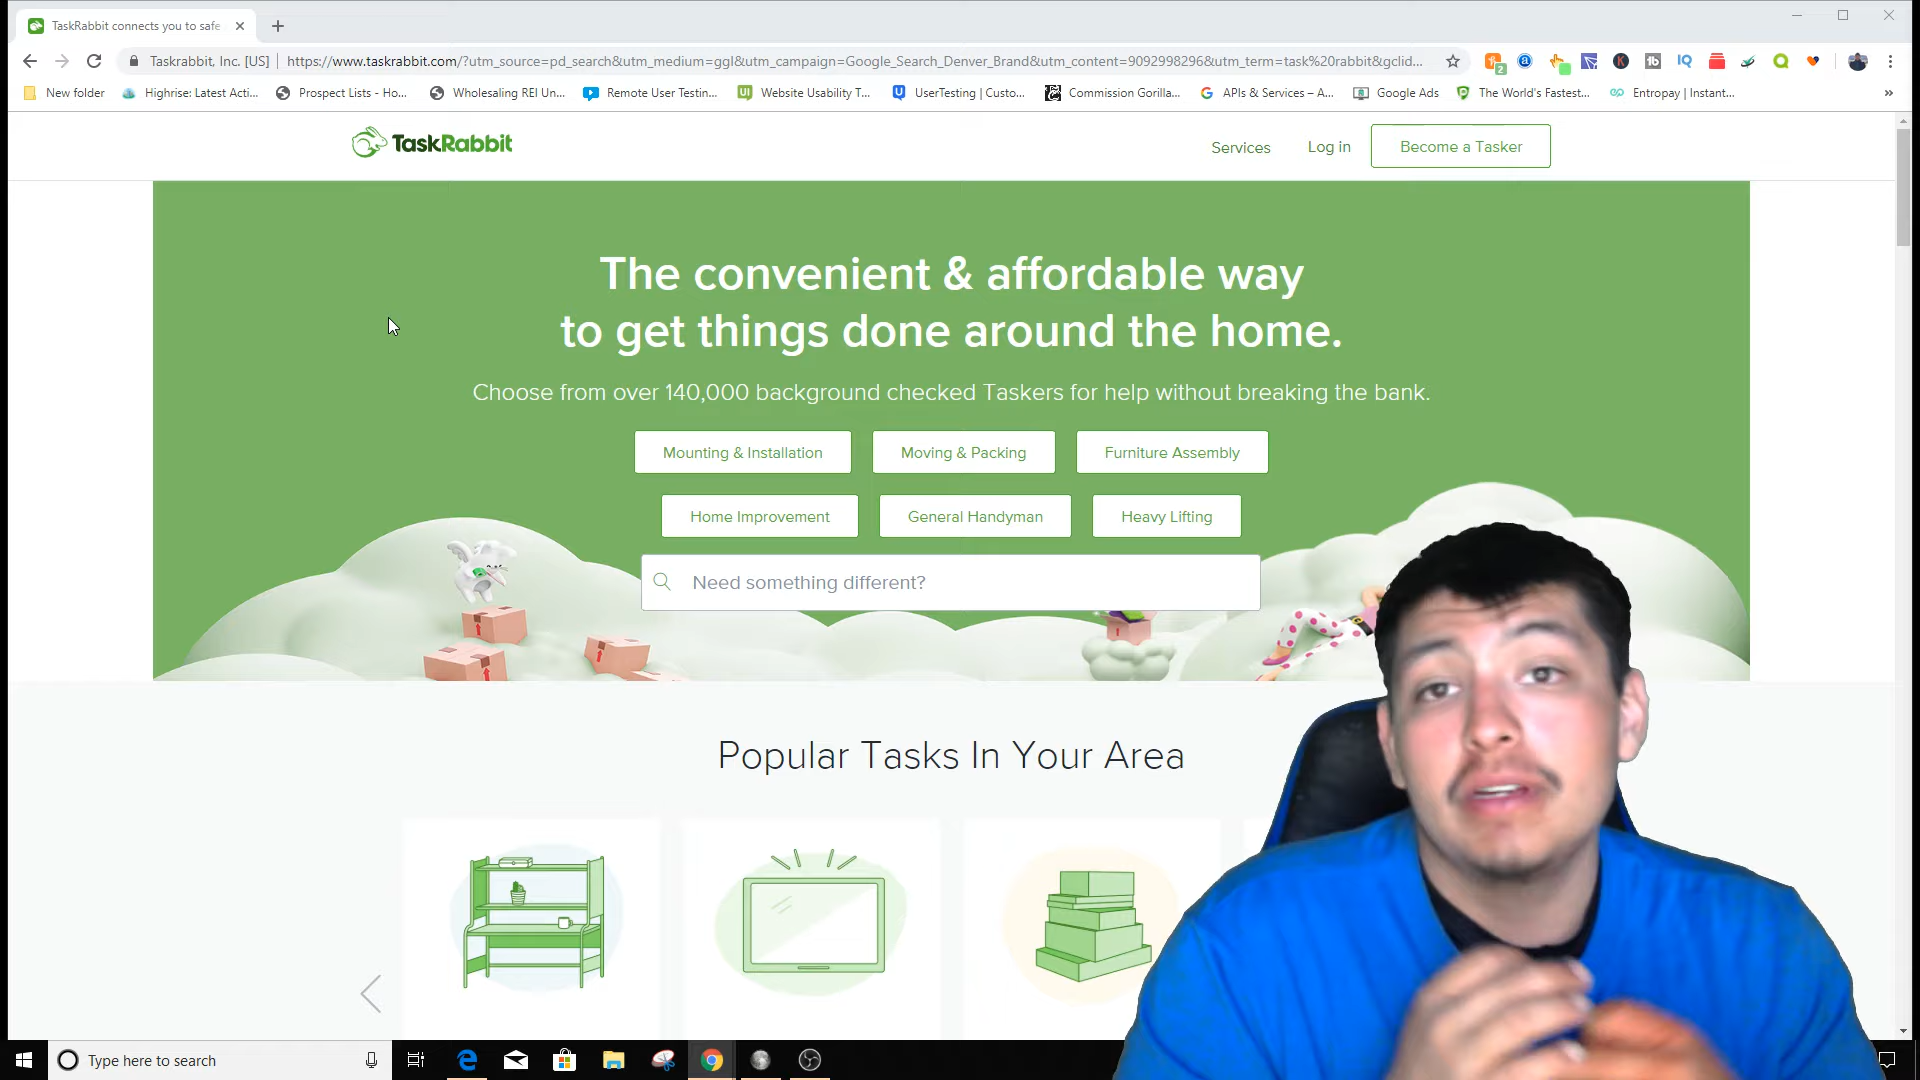 TaskRabbit connects you to safe
Taskrabbit, Inc. [US] | https://www.taskrabbit.com/?utm_source=pd_search&utm_medium=ggl&utm_campaign=Google_Search_Denver_Brand&utm_content=9092998296&utm_term=task%20rabbit&gclid...
New folder Highrise: Latest Acti... Prospect Lists - Ho... Wholesaling REI Un... Remote User Testin... Website Usability T... UserTesting | Custo... Commission Gorilla... APIs & Services – A... Google Ads The World's Fastest... Entropay | Instant...
TaskRabbit
Services Log in Become a Tasker
The convenient & affordable way
to get things done around the home.
Choose from over 140,000 background checked Taskers for help without breaking the bank.
Mounting & Installation Moving & Packing Furniture Assembly
Home Improvement General Handyman Heavy Lifting
Need something different?
Popular Tasks In Your Area
Type here to search